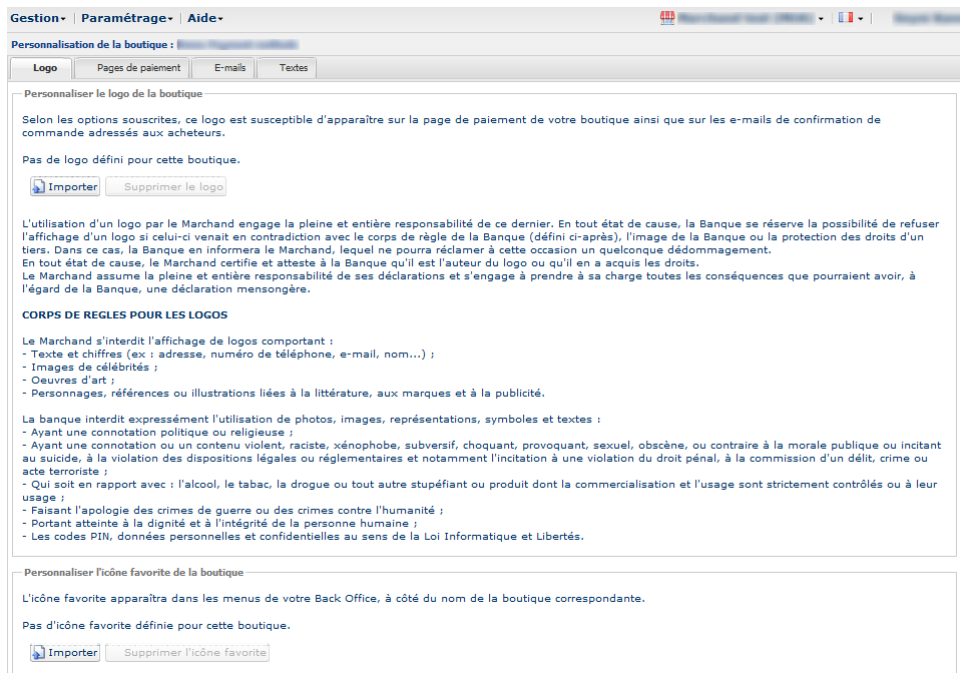 Gestion Paramétrage Aide
Personnalisation de la boutique :
Logo Pages de paiement E-mails Textes
Personnaliser le logo de la boutique
Selon les options souscrites, ce logo est susceptible d'apparaître sur la page de paiement de votre boutique ainsi que sur les e-mails de confirmation de
commande adressés aux acheteurs.
Pas de logo défini pour cette boutique.
Importer Supprimer le logo
L'utilisation d'un logo par le Marchand engage la pleine et entière responsabilité de ce dernier. En tout état de cause, la Banque se réserve la possibilité de refuser
l'affichage d'un logo si celui-ci venait en contradiction avec le corps de règle de la Banque (défini ci-après), l'image de la Banque ou la protection des droits d'un
tiers. Dans ce cas, la Banque en informera le Marchand, lequel ne pourra réclamer à cette occasion un quelconque dédommagement.
En tout état de cause, le Marchand certifie et atteste à la Banque qu'il est l'auteur du logo ou qu'il en a acquis les droits.
Le Marchand assume la pleine et entière responsabilité de ses déclarations et s'engage à prendre à sa charge toutes les conséquences que pourraient avoir, à
l'égard de la Banque, une déclaration mensongère.
CORPS DE REGLES POUR LES LOGOS
Le Marchand s'interdit l'affichage de logos comportant :
- Texte et chiffres (ex : adresse, numéro de téléphone, e-mail, nom...) ;
- Images de célébrités ;
- Oeuvres d'art ;
- Personnages, références ou illustrations liées à la littérature, aux marques et à la publicité.
La banque interdit expressément l'utilisation de photos, images, représentations, symboles et textes :
- Ayant une connotation politique ou religieuse ;
- Ayant une connotation ou un contenu violent, raciste, xénophobe, subversif, choquant, provoquant, sexuel, obscène, ou contraire à la morale publique ou incitant
au suicide, à la violation des dispositions légales ou réglementaires et notamment l'incitation à une violation du droit pénal, à la commission d'un délit, crime ou
acte terroriste ;
- Qui soit en rapport avec : l'alcool, le tabac, la drogue ou tout autre stupéfiant ou produit dont la commercialisation et l'usage sont strictement contrôlés ou à leur
usage ;
- Faisant l'apologie des crimes de guerre ou des crimes contre l'humanité ;
- Portant atteinte à la dignité et à l'intégrité de la personne humaine ;
- Les codes PIN, données personnelles et confidentielles au sens de la Loi Informatique et Libertés.
Personnaliser l'icône favorite de la boutique
L'icône favorite apparaîtra dans les menus de votre Back Office, à côté du nom de la boutique correspondante.
Pas d'icône favorite définie pour cette boutique.
Importer Supprimer l'icône favorite